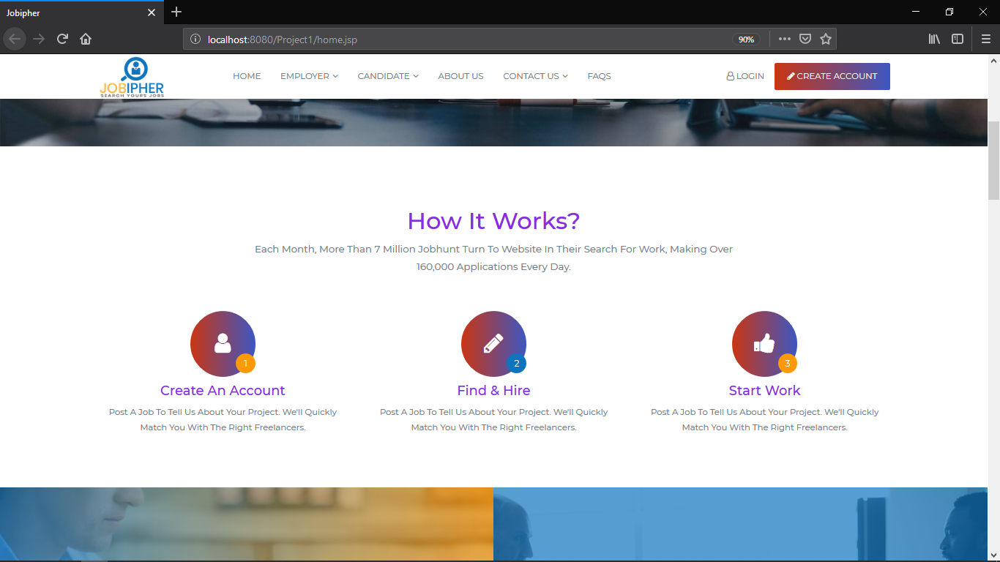 Jobipher
localhost:8080/Project1/home.jsp
90%
JOBIPHER
SEARCH YOURS JOBS
HOME
EMPLOYER
CANDIDATE
ABOUT US
CONTACT US
FAQS
LOGIN
CREATE ACCOUNT
How It Works?
Each Month, More Than 7 Million Jobhunt Turn To Website In Their Search For Work, Making Over
160,000 Applications Every Day.
1
Create An Account
Post A Job To Tell Us About Your Project. We'll Quickly
Match You With The Right Freelancers.
2
Find & Hire
Post A Job To Tell Us About Your Project. We'll Quickly
Match You With The Right Freelancers.
3
Start Work
Post A Job To Tell Us About Your Project. We'll Quickly
Match You With The Right Freelancers.